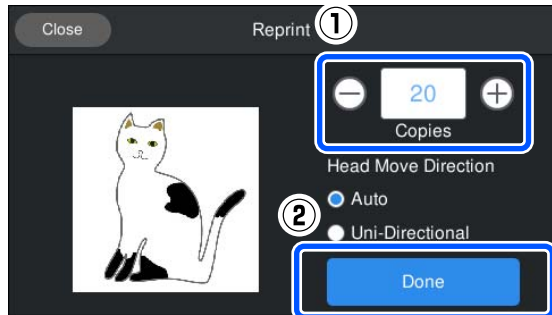 Close
Reprint
①
20
Copies
Head Move Direction
Auto
②
Uni-Directional
Done